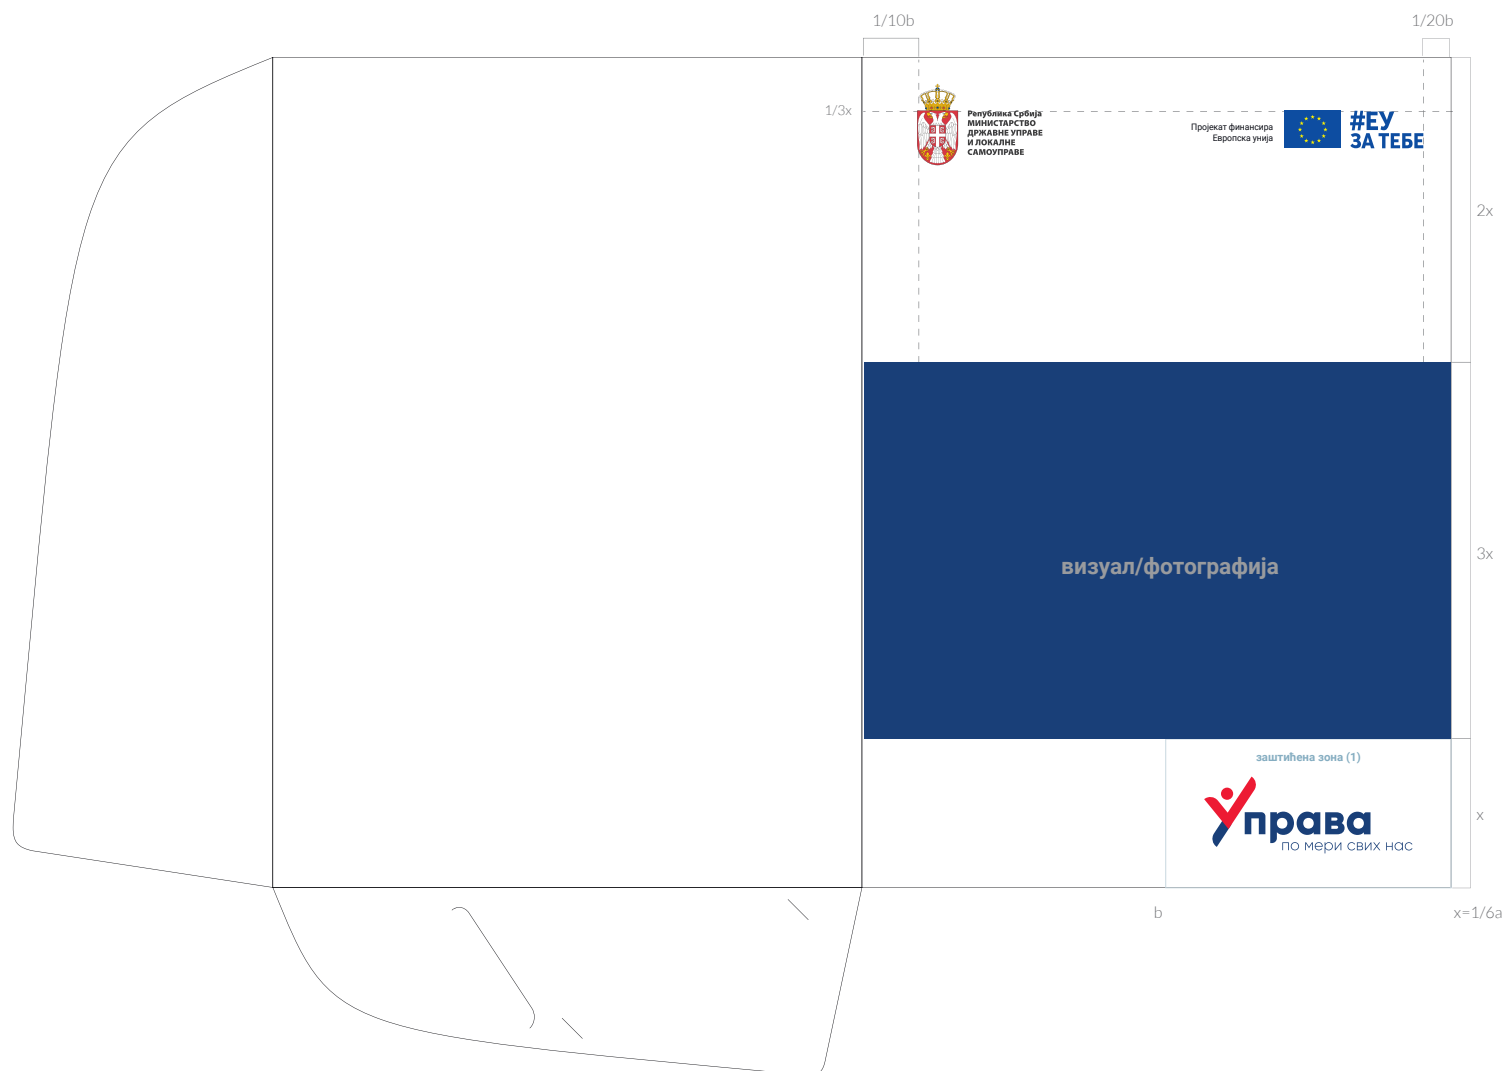 1/10b
1/20b
1/3x
Република Србија
МИНИСТАРСТВО
ДРЖАВНЕ УПРАВЕ
И ЛОКАЛНЕ
САМОУПРАВЕ
Пројекат финансира
Европска унија
#ЕУ
ЗА ТЕБЕ
2x
визуал/фотографија
3x
заштићена зона (1)
Управа
по мери свих нас
x
b
x=1/6a